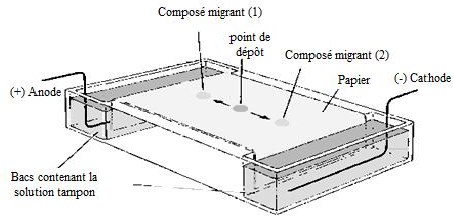 Composé migrant (1)
point de
dépôt
Composé migrant (2)
Papier
(-) Cathode
(+) Anode
Bacs contenant la
solution tampon